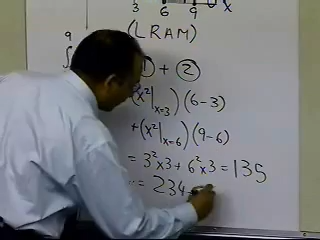 3 6 9 x
(LRAM)
9
∫ 1 + 2
(x²|x=3) (6-3)
+(x²|x=6) (9-6)
= 3²x3 + 6²x3 = 135
= 234